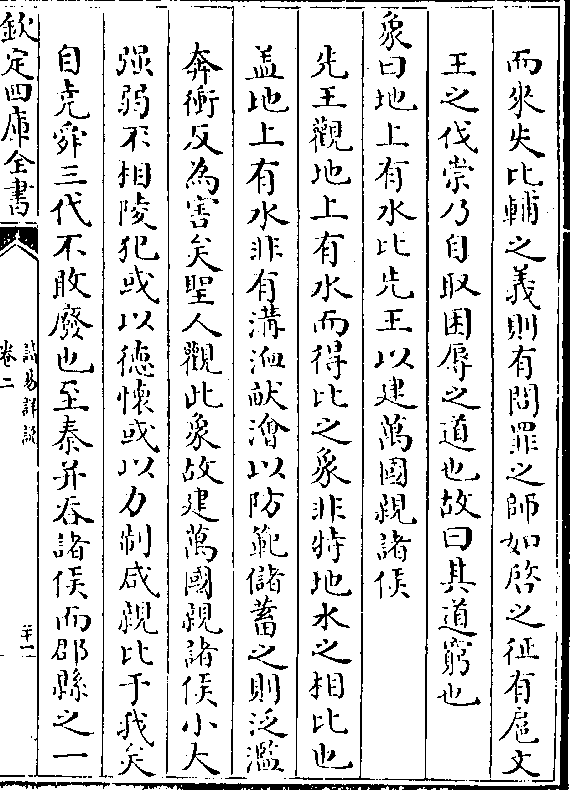 而來失比輔之義則有問罪之師如啓之征有扈文
王之伐崇乃自取困辱之道也故曰其道窮也
象曰地上有水比先王以建萬國親諸侯
先王觀地上有水而得比之象非特地水之相比也
盖地上有水非有溝洫畎澮以防範儲蓄之則泛濫
奔衝反為害矣聖人觀此象故建萬國親諸侯小大
强弱不相陵犯或以德懷或以力制咸親比于我矣
自堯舜三代不敢廢也至秦并吞諸侯而郡縣之一
欽定四庫全書
讀易詳說
卷二
二十一